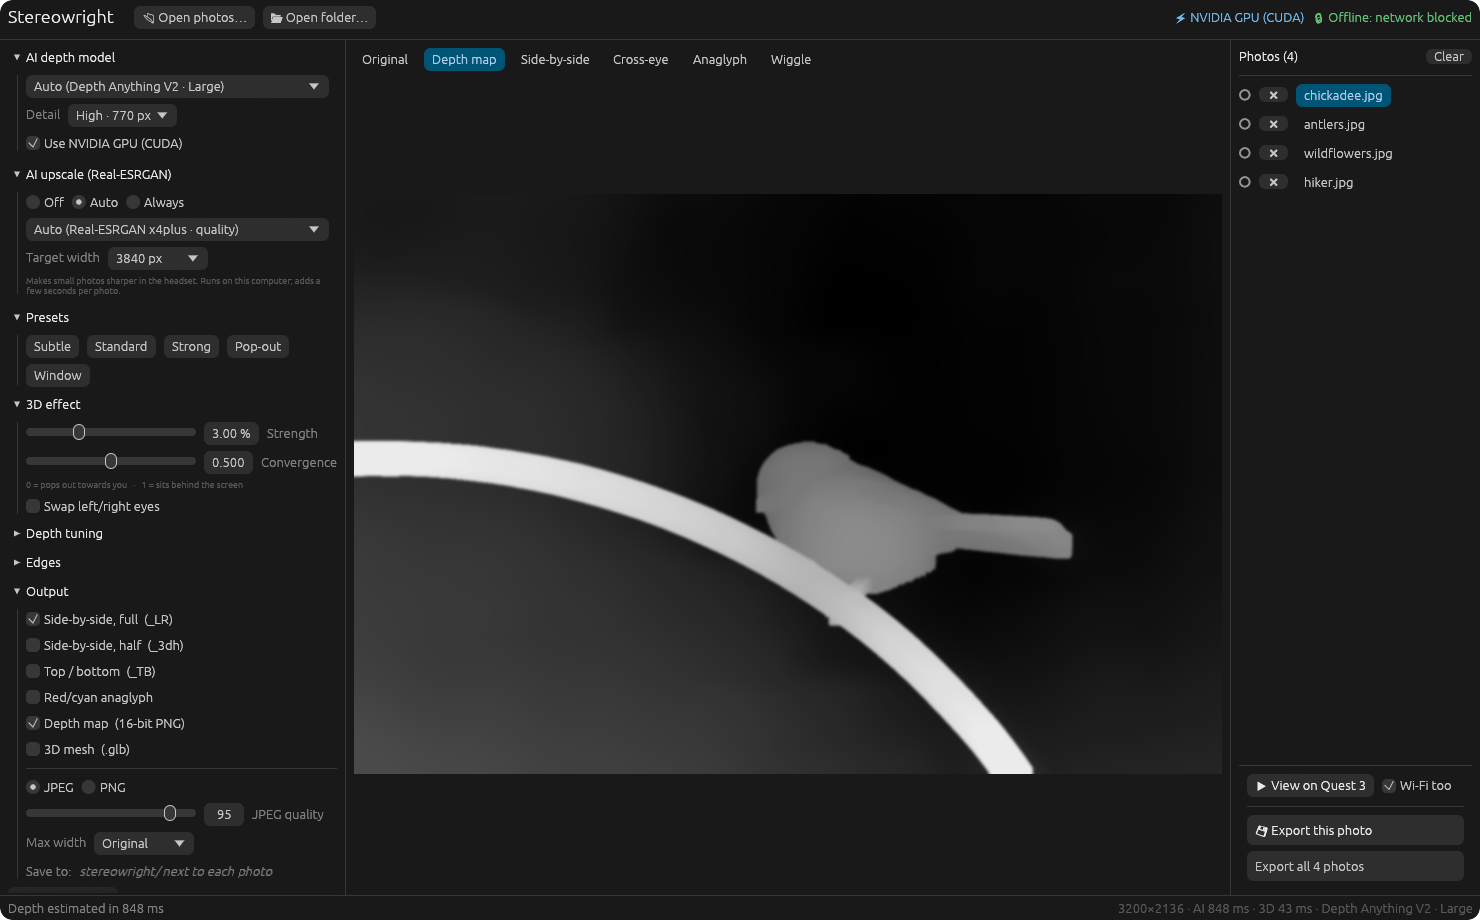 Stereowright
Open photos…
Open folder…
NVIDIA GPU (CUDA)
Offline: network blocked
AI depth model
Auto (Depth Anything V2 · Large)
Detail
High · 770 px
Use NVIDIA GPU (CUDA)
AI upscale (Real-ESRGAN)
Off
Auto
Always
Auto (Real-ESRGAN x4plus · quality)
Target width
3840 px
Makes small photos sharper in the headset. Runs on this computer; adds a
few seconds per photo.
Presets
Subtle
Standard
Strong
Pop-out
Window
3D effect
3.00 %
Strength
0.500
Convergence
0 = pops out towards you · 1 = sits behind the screen
Swap left/right eyes
Depth tuning
Edges
Output
Side-by-side, full (_LR)
Side-by-side, half (_3dh)
Top / bottom (_TB)
Red/cyan anaglyph
Depth map (16-bit PNG)
3D mesh (.glb)
JPEG
PNG
95
JPEG quality
Max width
Original
Save to: stereowright/ next to each photo
Original
Depth map
Side-by-side
Cross-eye
Anaglyph
Wiggle
Photos (4)
Clear
chickadee.jpg
antlers.jpg
wildflowers.jpg
hiker.jpg
View on Quest 3
Wi-Fi too
Export this photo
Export all 4 photos
Depth estimated in 848 ms
3200×2136 · AI 848 ms · 3D 43 ms · Depth Anything V2 · Large